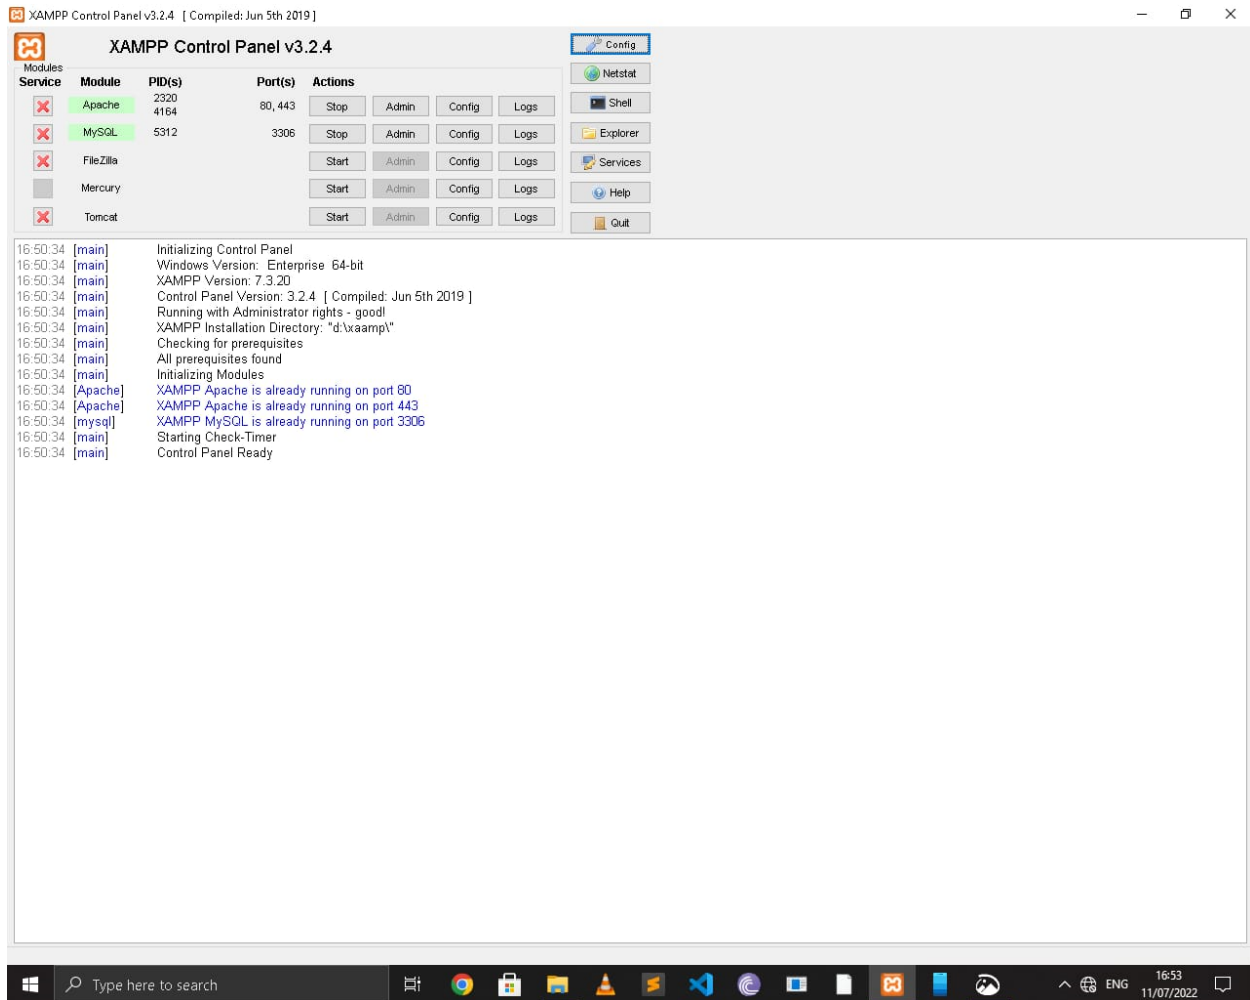 XAMPP Control Panel v3.2.4 [ Compiled: Jun 5th 2019 ]
XAMPP Control Panel v3.2.4
Config
Modules
Service Module PID(s) Port(s) Actions
Netstat
Apache 2320 4164 80, 443 Stop Admin Config Logs
Shell
MySQL 5312 3306 Stop Admin Config Logs
Explorer
FileZilla Start Admin Config Logs
Services
Mercury Start Admin Config Logs
Help
Tomcat Start Admin Config Logs
Quit
16:50:34 [main] Initializing Control Panel
16:50:34 [main] Windows Version: Enterprise 64-bit
16:50:34 [main] XAMPP Version: 7.3.20
16:50:34 [main] Control Panel Version: 3.2.4 [ Compiled: Jun 5th 2019 ]
16:50:34 [main] Running with Administrator rights - good!
16:50:34 [main] XAMPP Installation Directory: "d:\xaamp\"
16:50:34 [main] Checking for prerequisites
16:50:34 [main] All prerequisites found
16:50:34 [main] Initializing Modules
16:50:34 [Apache] XAMPP Apache is already running on port 80
16:50:34 [Apache] XAMPP Apache is already running on port 443
16:50:34 [mysql] XAMPP MySQL is already running on port 3306
16:50:34 [main] Starting Check-Timer
16:50:34 [main] Control Panel Ready
Type here to search
ENG
16:53
11/07/2022